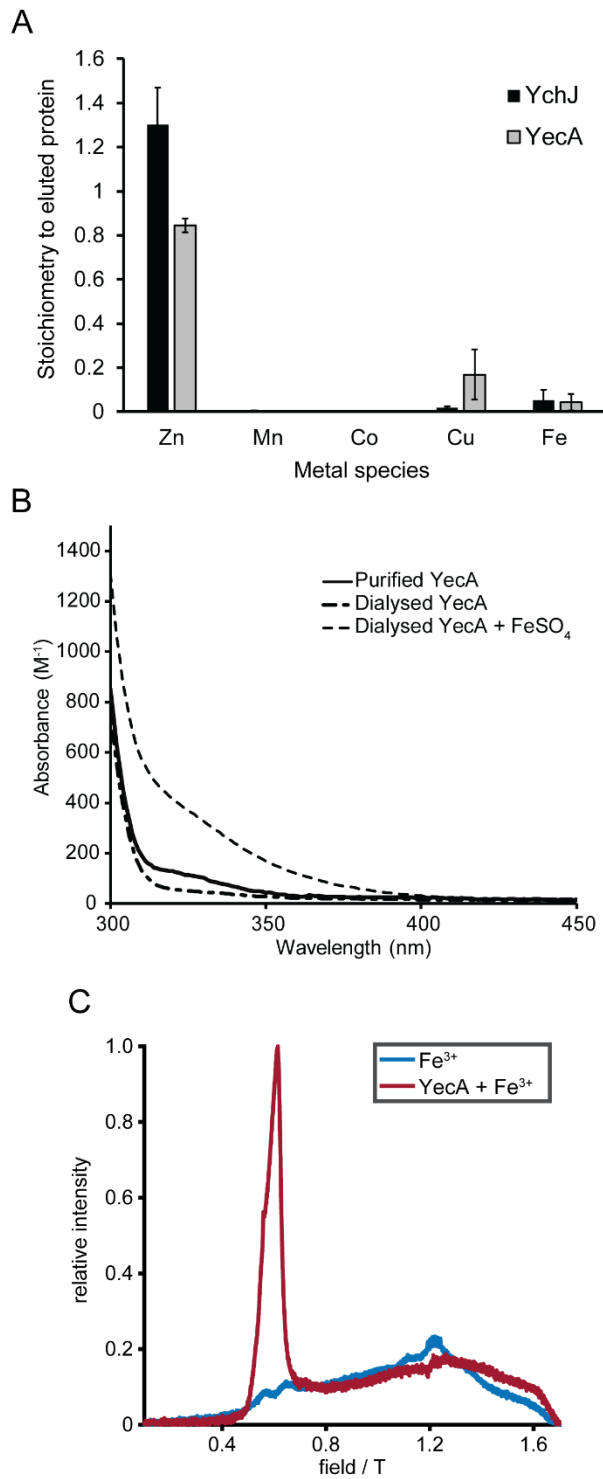 A
Stoichiometry to eluted protein
1.6
1.4
1.2
1
0.8
0.6
0.4
0.2
0
YchJ
YecA
Zn Mn Co Cu Fe
Metal species
B
Absorbance (M-1)
1400
1200
1000
800
600
400
200
0
Purified YecA
Dialysed YecA
Dialysed YecA + FeSO4
300 350 400 450
Wavelength (nm)
C
relative intensity
1.0
0.8
0.6
0.4
0.2
0
Fe3+
YecA + Fe3+
0.4 0.8 1.2 1.6
field / T